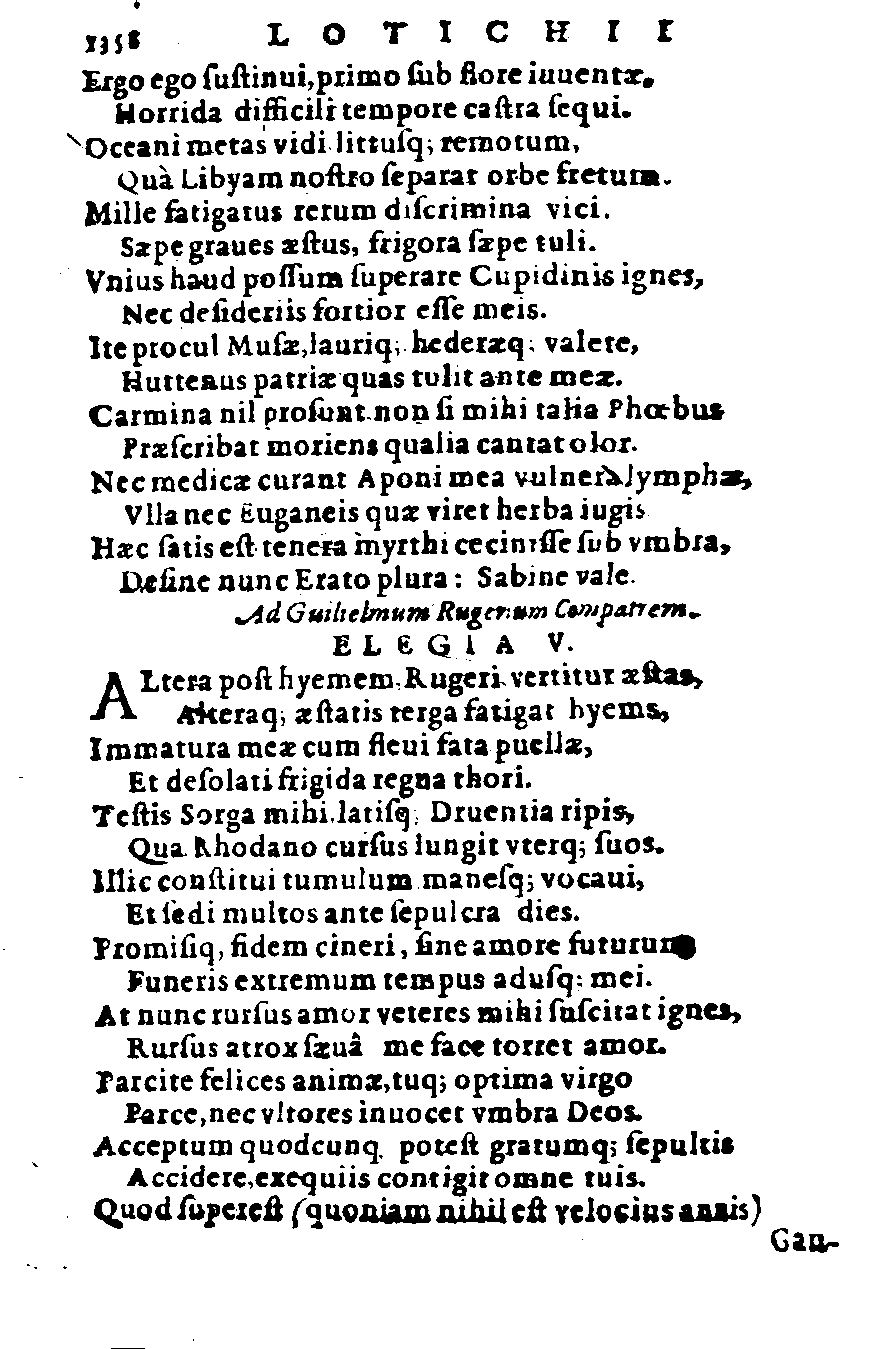 1358 LOTICHII
Ergo ego ſuſtinui, primo ſub flore iuuentæ.
Horrida difficili tempore caſtra ſequi.
Oceani metas vidi littuſq; remotum,
Quà Libyam noſtro ſeparat orbe fretum.
Mille fatigatus rerum diſcrimina vici.
Sæpe graues æſtus, frigora ſæpe tuli.
Vnius haud poſſum ſuperare Cupidinis ignes,
Nec deſideriis fortior eſſe meis.
Ite procul Muſæ, lauriq; hederæq; valete,
Huttenus patriæ quas tulit ante meæ.
Carmina nil proſunt. non ſi mihi talia Phœbus
Præſcribat moriens qualia cantat olor.
Nec medicæ curant Aponi mea vulnera lymphæ,
Vlla nec Euganeis quæ viret herba iugis
Hæc ſatis eſt tenera myrthi ceciniſſe ſub vmbra,
Deſine nunc Erato plura: Sabine vale.
Ad Guilielmum Rugerium Compatrem.
ELEGIA V.
ALtera poſt hyemem, Rugeri vertitur æſtas,
Alteraq; æſtatis terga fatigat hyems,
Immatura meæ cum fleui fata puellæ,
Et deſolati frigida regna thori.
Teſtis Sorga mihi, latiſq; Druentia ripis,
Qua Rhodano curſus iungit vterq; ſuos.
Illic conſtitui tumulum maneſq; vocaui,
Et ſedi multos ante ſepulcra dies.
Promiſiq, fidem cineri, ſine amore futurum
Funeris extremum tempus aduſq: mei.
At nunc rurſus amor veteres mihi ſuſcitat ignes,
Rurſus atrox ſæuâ me face torret amor.
Parcite felices animæ, tuq; optima virgo
Parce, nec vltores inuocet vmbra Deos.
Acceptum quodcunq, poteſt gratumq; ſepultis
Accidere, exequiis contigit omne tuis.
Quod ſupereſt (quoniam nihil eſt velocius annis)
Gan-